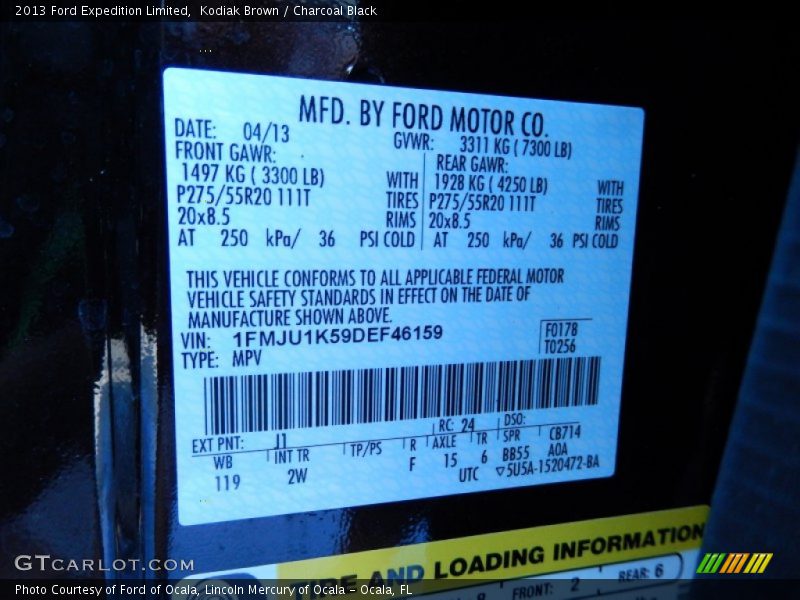 2013 Ford Expedition Limited, Kodiak Brown / Charcoal Black
MFD. BY FORD MOTOR CO.
DATE: 04/13 GVWR: 3311 KG ( 7300 LB)
FRONT GAWR: REAR GAWR:
1497 KG ( 3300 LB) WITH 1928 KG ( 4250 LB) WITH
P275/55R20 111T TIRES P275/55R20 111T TIRES
20x8.5 RIMS 20x8.5 RIMS
AT 250 kPa/ 36 PSI COLD AT 250 kPa/ 36 PSI COLD
THIS VEHICLE CONFORMS TO ALL APPLICABLE FEDERAL MOTOR
VEHICLE SAFETY STANDARDS IN EFFECT ON THE DATE OF
MANUFACTURE SHOWN ABOVE.
VIN: 1FMJU1K59DEF46159 F0178
TYPE: MPV T0256
EXT PNT: J1 RC: 24 DSO:
WB INT TR TP/PS R AXLE TR SPR CB714
119 2W F 15 6 BB55 A0A
UTC ▽5U5A-1520472-BA
TIRE AND LOADING INFORMATION
FRONT: 2 REAR: 6
GTCARLOT.COM
Photo Courtesy of Ford of Ocala, Lincoln Mercury of Ocala - Ocala, FL